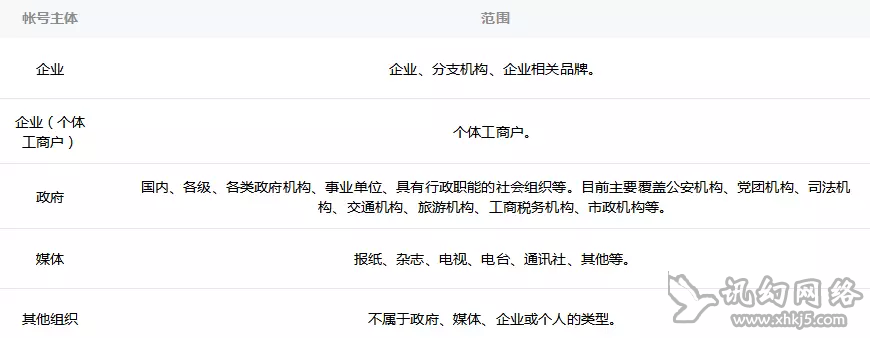 帐号主体 范围
企业 企业、分支机构、企业相关品牌。
企业（个体
工商户） 个体工商户。
政府 国内、各级、各类政府机构、事业单位、具有行政职能的社会组织等。目前主要覆盖公安机构、党团机构、司法机
构、交通机构、旅游机构、工商税务机构、市政机构等。
媒体 报纸、杂志、电视、电台、通讯社、其他等。
其他组织 不属于政府、媒体、企业或个人的类型。
讯幻网络
www.xhkj5.com